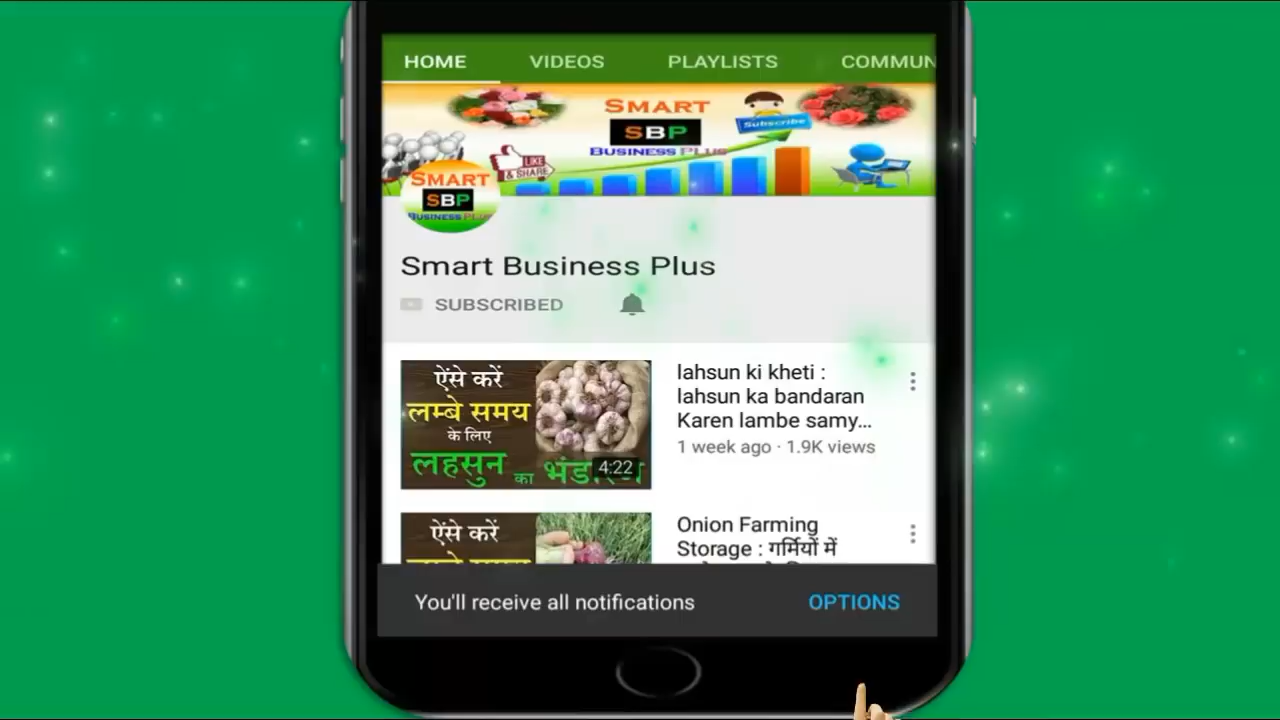 HOME VIDEOS PLAYLISTS COMMUN
SMART
SBP
BUSINESS PLUS
Subscribe
LIKE
& SHARE
SMART
SBP
BUSINESS PLUS
Smart Business Plus
SUBSCRIBED
ऐंसे करें
लम्बे समय
के लिए
लहसुन का
4:22
lahsun ki kheti :
lahsun ka bandaran
Karen lambe samy...
1 week ago · 1.9K views
ऐंसे करें
Onion Farming
Storage : गर्मियों में
You'll receive all notifications
OPTIONS